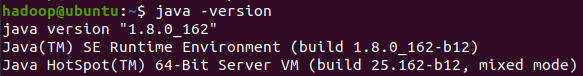 hadoop@ubuntu:~$ java -version
java version "1.8.0_162"
Java(TM) SE Runtime Environment (build 1.8.0_162-b12)
Java HotSpot(TM) 64-Bit Server VM (build 25.162-b12, mixed mode)